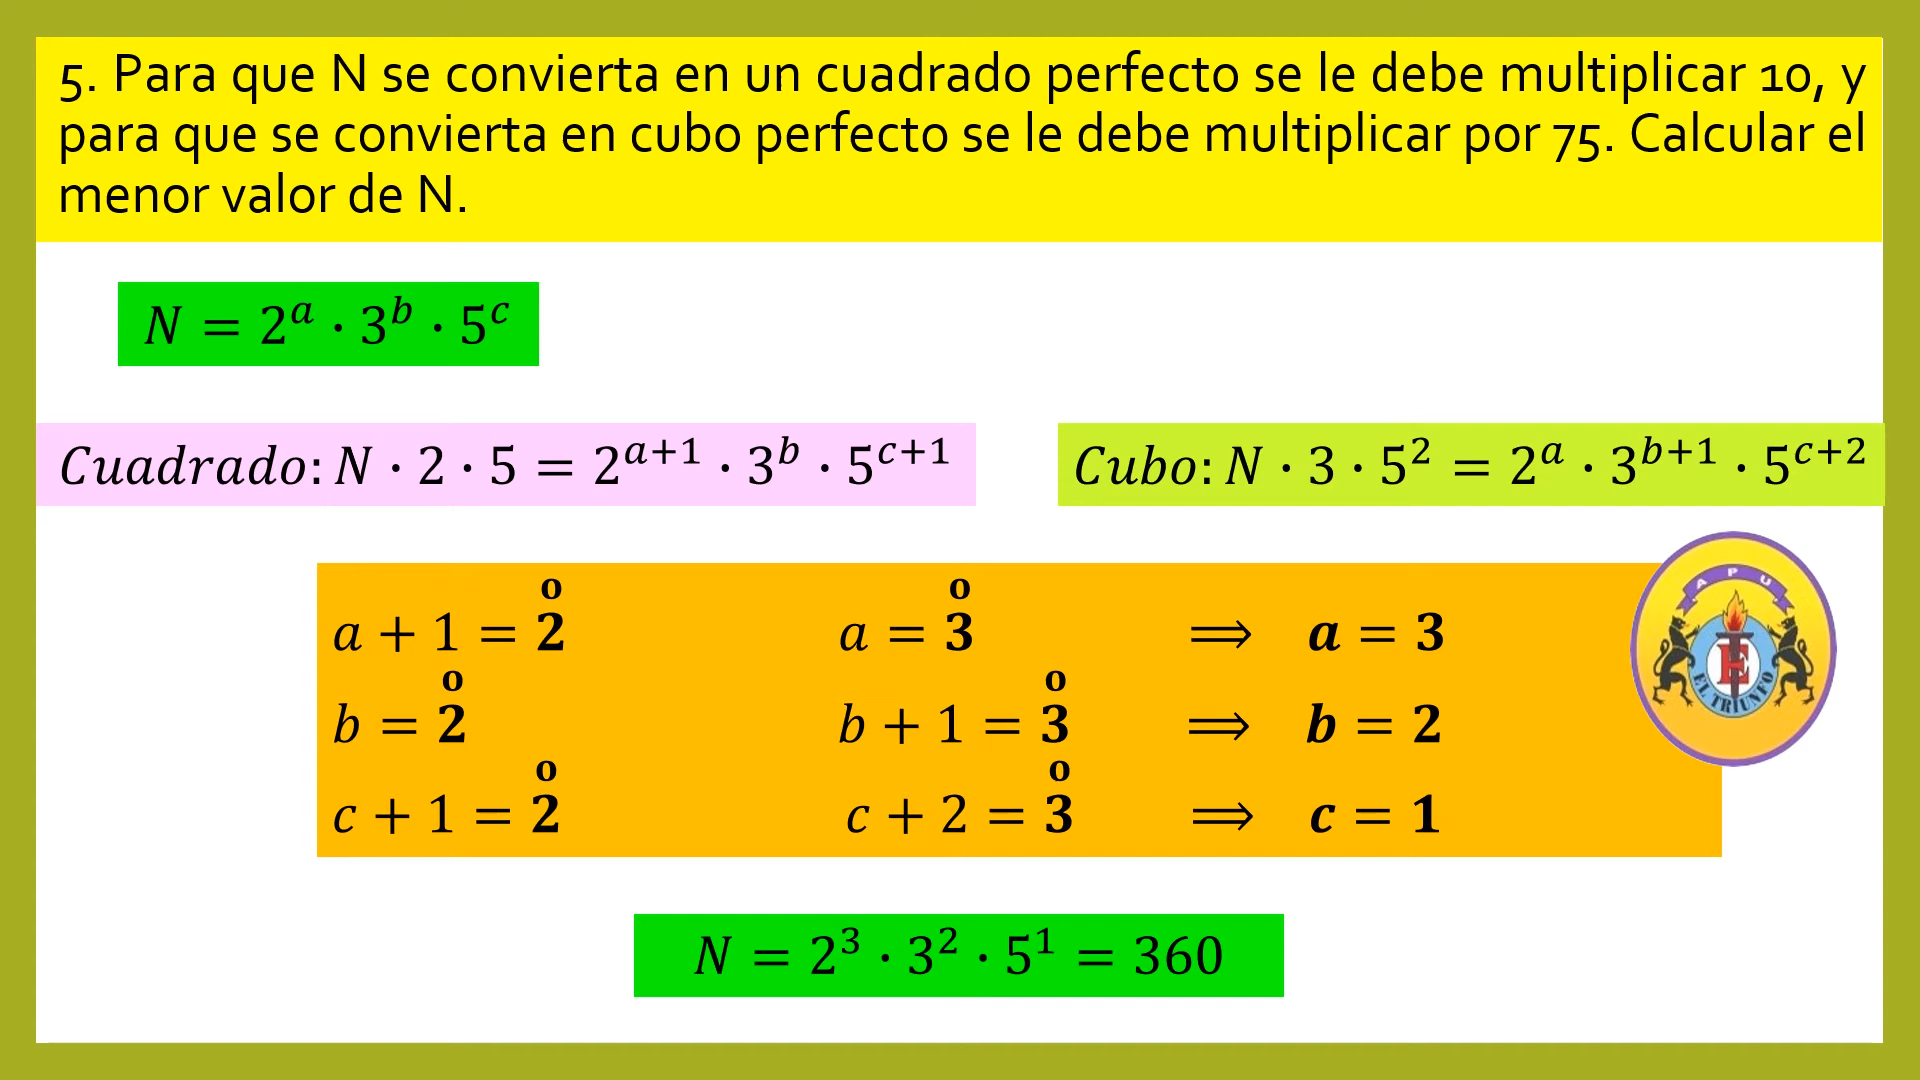 5. Para que N se convierta en un cuadrado perfecto se le debe multiplicar 10, y
para que se convierta en cubo perfecto se le debe multiplicar por 75. Calcular el
menor valor de N.
N = 2^a · 3^b · 5^c
Cuadrado: N · 2 · 5 = 2^{a+1} · 3^b · 5^{c+1}
Cubo: N · 3 · 5^2 = 2^a · 3^{b+1} · 5^{c+2}
a + 1 = 2̊ a = 3̊ ⟹ a = 3
b = 2̊ b + 1 = 3̊ ⟹ b = 2
c + 1 = 2̊ c + 2 = 3̊ ⟹ c = 1
A P U
E
EL TRIUNFO
N = 2^3 · 3^2 · 5^1 = 360